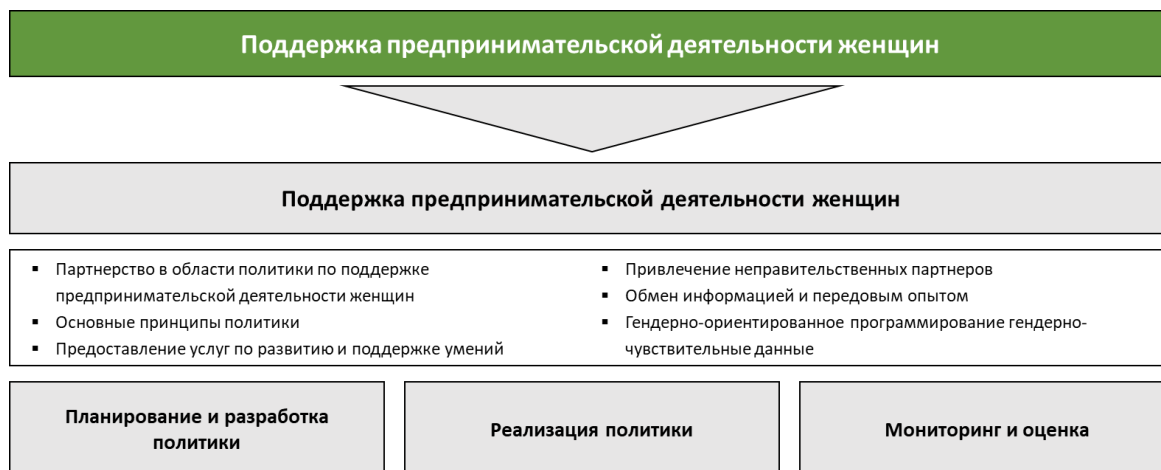 Поддержка предпринимательской деятельности женщин
Поддержка предпринимательской деятельности женщин
▪ Партнерство в области политики по поддержке
предпринимательской деятельности женщин
▪ Основные принципы политики
▪ Предоставление услуг по развитию и поддержке умений
▪ Привлечение неправительственных партнеров
▪ Обмен информацией и передовым опытом
▪ Гендерно-ориентированное программирование гендерно-
чувствительные данные
Планирование и разработка
политики
Реализация политики
Мониторинг и оценка